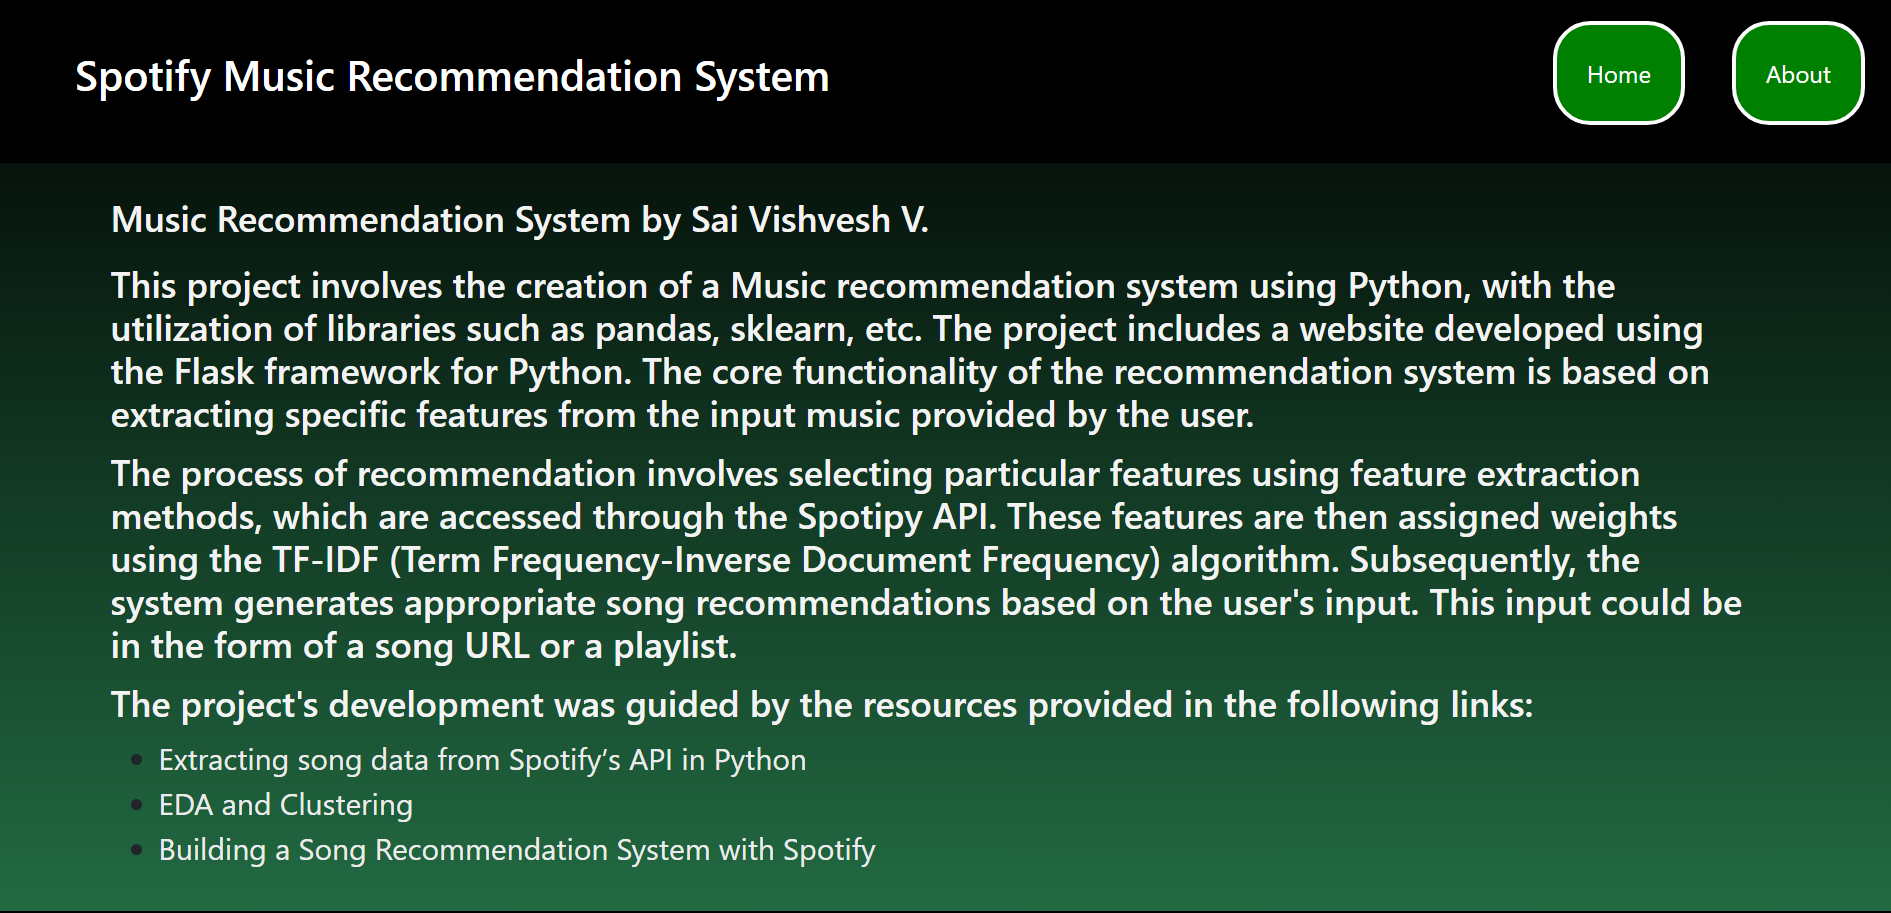 Spotify Music Recommendation System
Home
About
Music Recommendation System by Sai Vishvesh V.
This project involves the creation of a Music recommendation system using Python, with the
utilization of libraries such as pandas, sklearn, etc. The project includes a website developed using
the Flask framework for Python. The core functionality of the recommendation system is based on
extracting specific features from the input music provided by the user.
The process of recommendation involves selecting particular features using feature extraction
methods, which are accessed through the Spotipy API. These features are then assigned weights
using the TF-IDF (Term Frequency-Inverse Document Frequency) algorithm. Subsequently, the
system generates appropriate song recommendations based on the user's input. This input could be
in the form of a song URL or a playlist.
The project's development was guided by the resources provided in the following links:
Extracting song data from Spotify’s API in Python
EDA and Clustering
Building a Song Recommendation System with Spotify